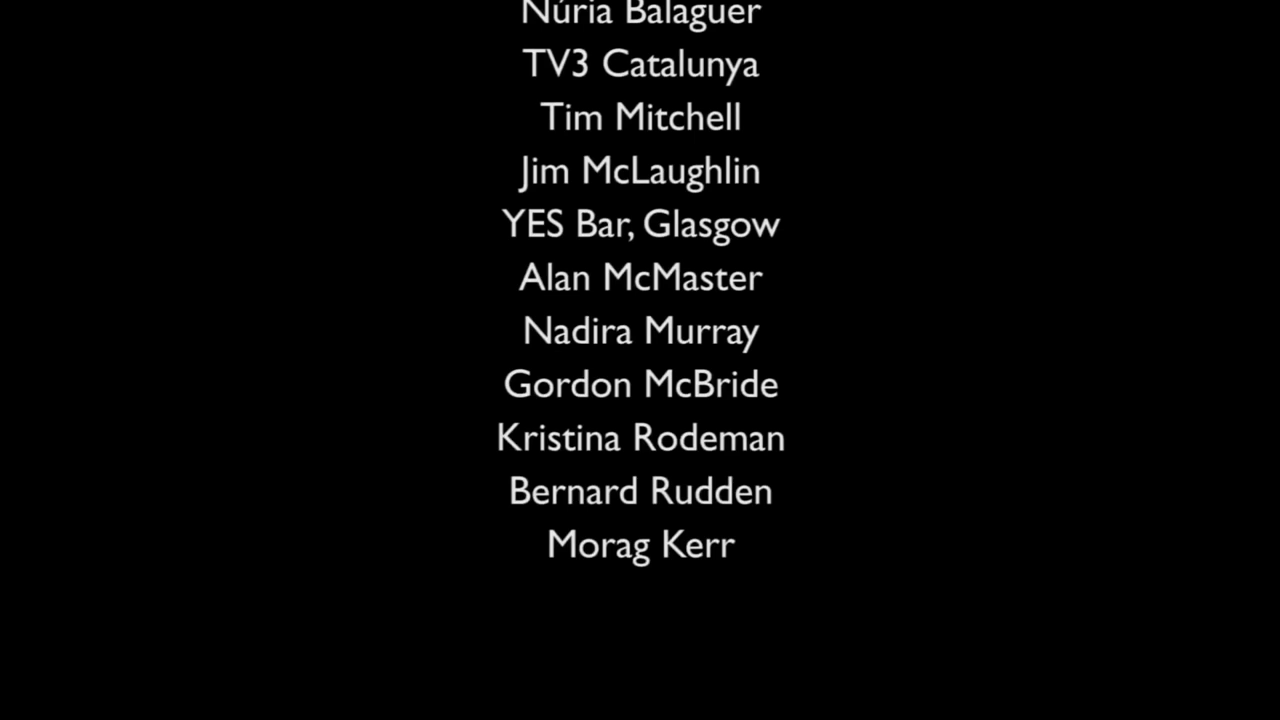 Núria Balaguer
TV3 Catalunya
Tim Mitchell
Jim McLaughlin
YES Bar, Glasgow
Alan McMaster
Nadira Murray
Gordon McBride
Kristina Rodeman
Bernard Rudden
Morag Kerr